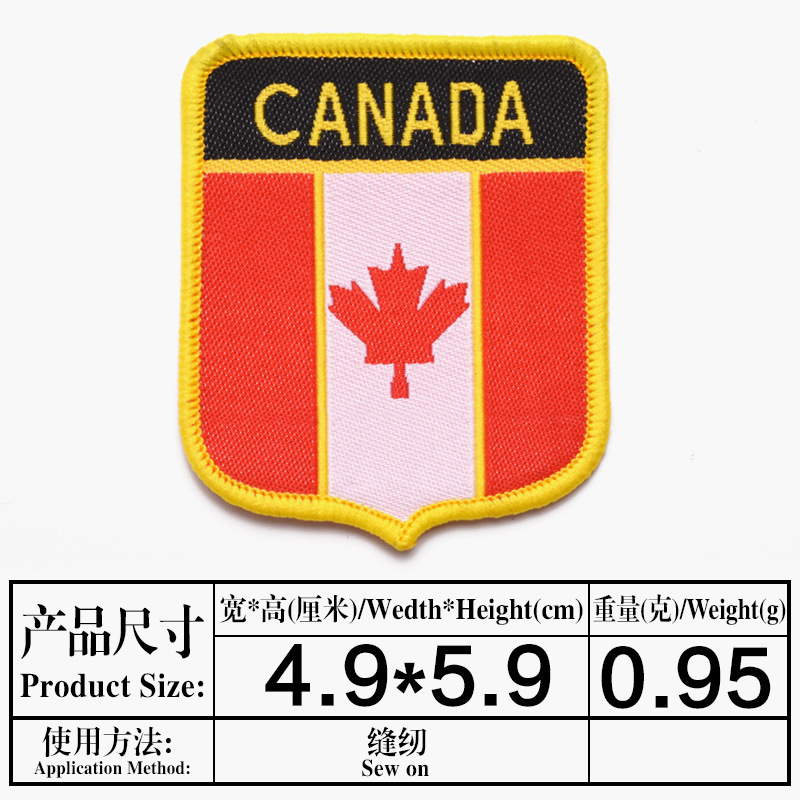 CANADA
产品尺寸
Product Size:
宽*高(厘米)/Wedth*Height(cm)
重量(克)/Weight(g)
4.9*5.9
0.95
使用方法:
Application Method:
缝纫
Sew on